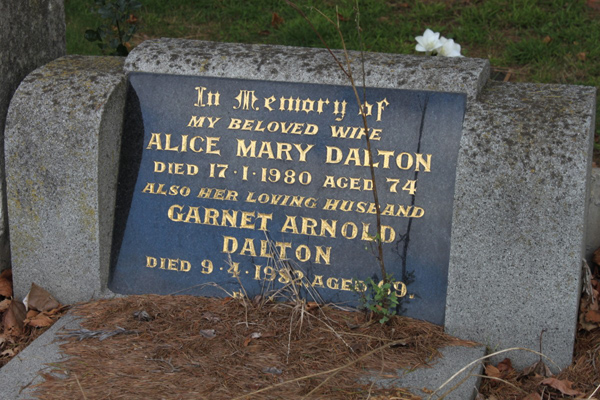 In Memory of
MY BELOVED WIFE
ALICE MARY DALTON
DIED 17·1·1980 AGED 74
ALSO HER LOVING HUSBAND
GARNET ARNOLD
DALTON
DIED 9·4·1982 AGED